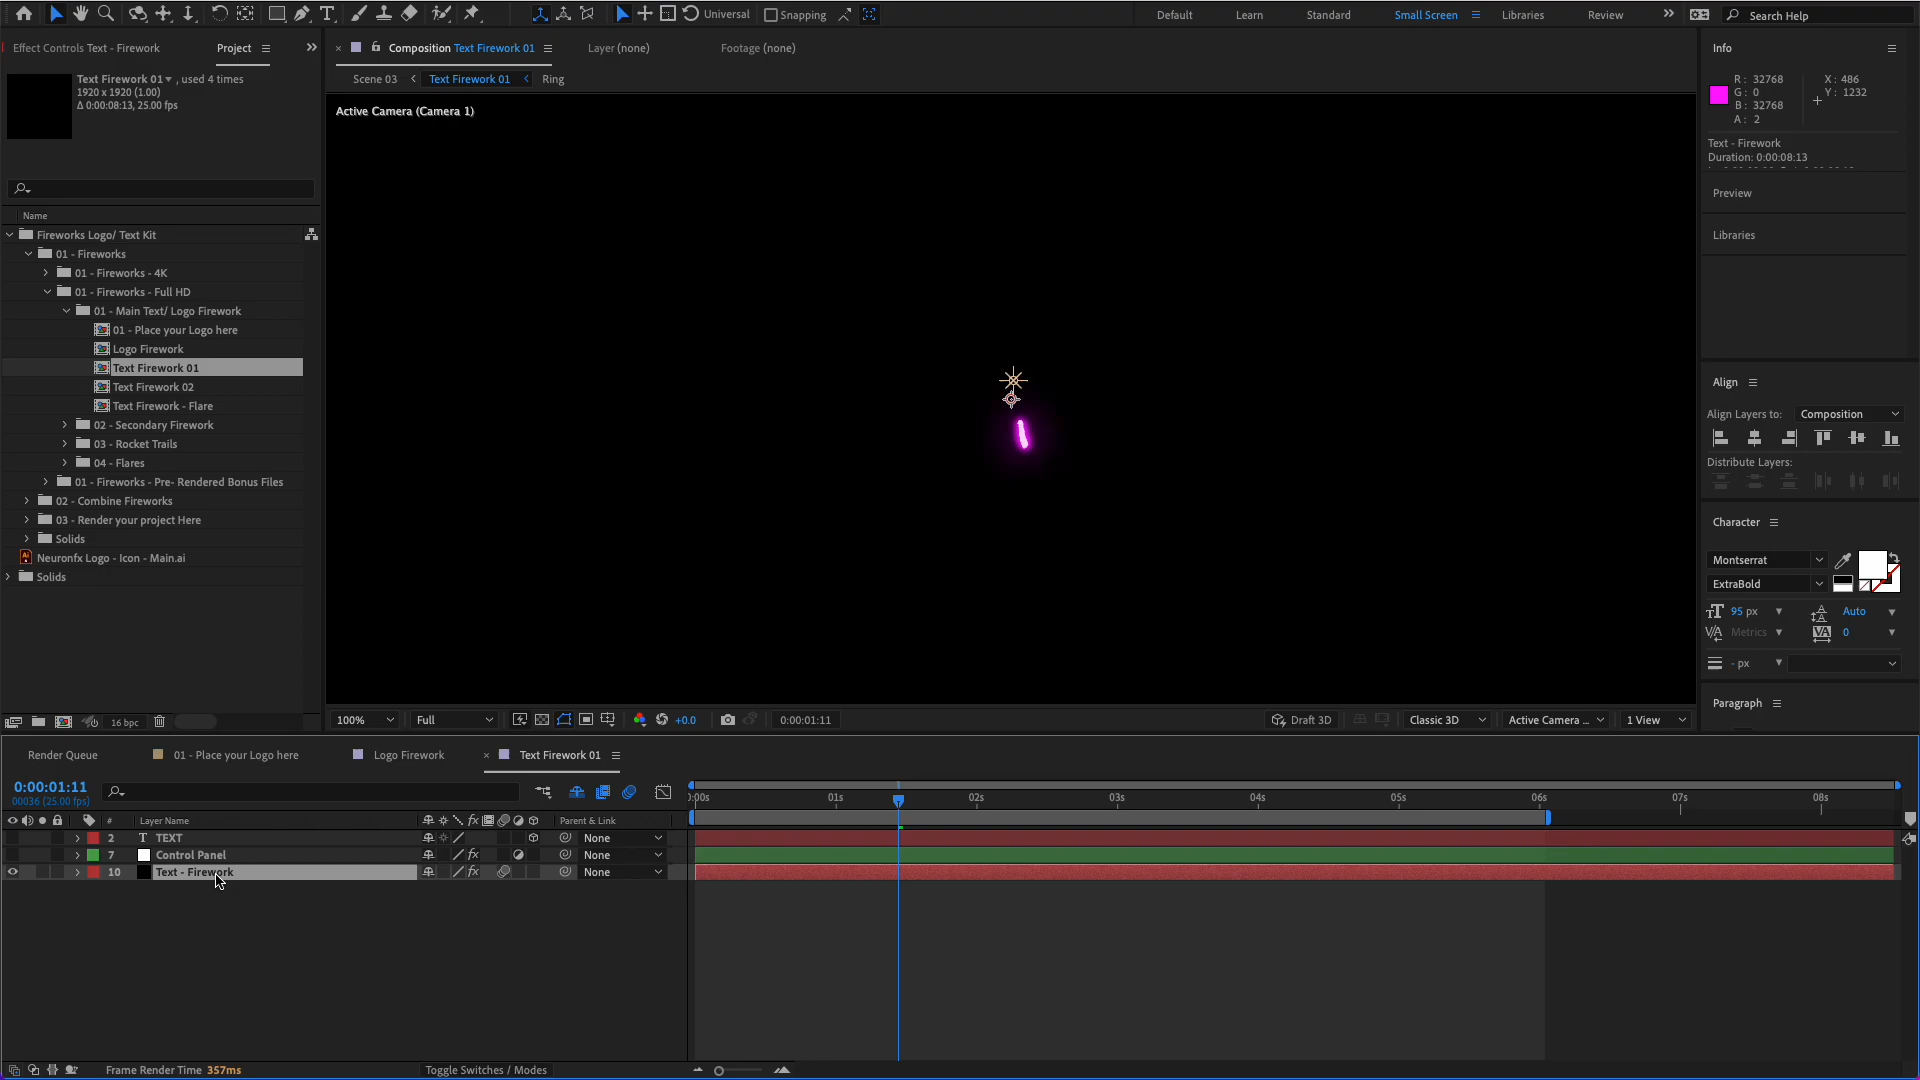 Universal
Snapping
Default
Learn
Standard
Small Screen
Libraries
Review
Search Help
Effect Controls Text - Firework
Project
Composition Text Firework 01
Layer (none)
Footage (none)
Info
Text Firework 01 , used 4 times
1920 x 1920 (1.00)
Δ 0:00:08:13, 25.00 fps
Scene 03
Text Firework 01
Ring
R: 32768
G: 0
B: 32768
A: 2
X: 486
Y: 1232
Active Camera (Camera 1)
Text - Firework
Duration: 0:00:08:13
Preview
Libraries
Name
Fireworks Logo/ Text Kit
01 - Fireworks
01 - Fireworks - 4K
01 - Fireworks - Full HD
01 - Main Text/ Logo Firework
01 - Place your Logo here
Logo Firework
Text Firework 01
Text Firework 02
Text Firework - Flare
02 - Secondary Firework
03 - Rocket Trails
04 - Flares
01 - Fireworks - Pre- Rendered Bonus Files
02 - Combine Fireworks
03 - Render your project Here
Solids
Neuronfx Logo - Icon - Main.ai
Solids
Align
Align Layers to: Composition
Distribute Layers:
Character
Montserrat
ExtraBold
95 px
Auto
Metrics
0
- px
Paragraph
16 bpc
100%
Full
+0.0
0:00:01:11
Draft 3D
Classic 3D
Active Camera ...
1 View
Render Queue
01 - Place your Logo here
Logo Firework
Text Firework 01
0:00:01:11
00036 (25.00 fps)
:00s
01s
02s
03s
04s
05s
06s
07s
08s
#
Layer Name
Parent & Link
2 T TEXT None
7 Control Panel None
10 Text - Firework None
Frame Render Time 357ms
Toggle Switches / Modes